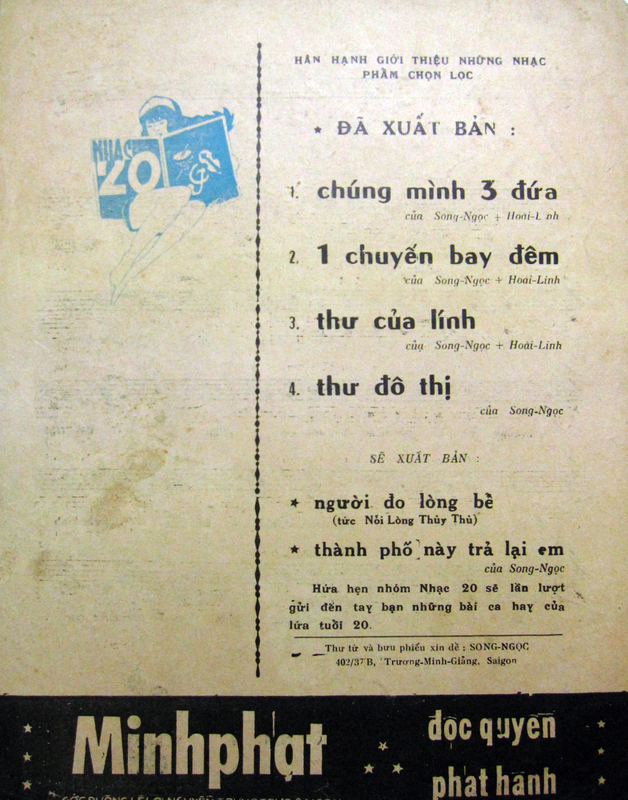 NHẠC
20
HÂN HẠNH GIỚI THIỆU NHỮNG NHẠC
PHẦM CHỌN LỌC
★ ĐÃ XUẤT BẢN :
1. chúng mình 3 đứa
của Song-Ngọc + Hoài-Linh
2. 1 chuyến bay đêm
của Song-Ngọc + Hoài-Linh
3. thư của lính
của Song-Ngọc + Hoài-Linh
4. thư đô thị
của Song-Ngọc
SẼ XUẤT BẢN :
★ người đo lòng bể
(tức Nỗi Lòng Thủy Thủ)
★ thành phố này trả lại em
của Song-Ngọc
Hứa hẹn nhóm Nhạc 20 sẽ lần lượt
gửi đến tay bạn những bài ca hay của
lứa tuổi 20.
Thư từ và bưu phiếu xin đề : SONG-NGỌC
402/37B, Trương-Minh-Giảng, Saigon
Minhphạt
độc quyền
phát hành